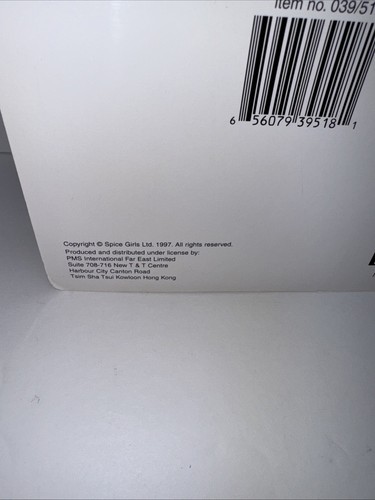 Item no. 039/51
6 56079 39518 1
Copyright © Spice Girls Ltd. 1997. All rights reserved.
Produced and distributed under license by:
PMS International Far East Limited
Suite 708-716 New T & T Centre
Harbour City Canton Road
Tsim Sha Tsui Kowloon Hong Kong